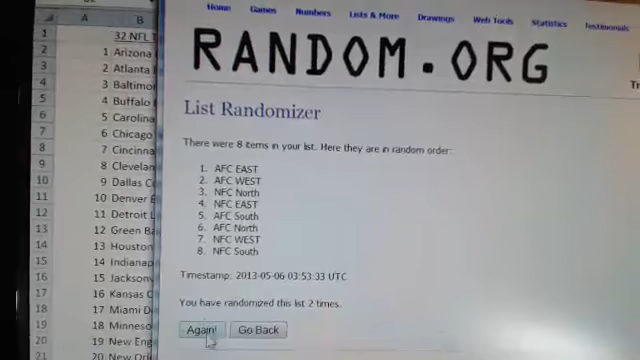 Home Games Numbers Lists & More Drawings Web Tools Statistics Testimonials
RANDOM.ORG
List Randomizer
There were 8 items in your list. Here they are in random order:
1. AFC EAST
2. AFC WEST
3. NFC North
4. NFC EAST
5. AFC South
6. AFC North
7. NFC WEST
8. NFC South
Timestamp: 2013-05-06 03:53:33 UTC
You have randomized this list 2 times.
Again! Go Back
A B
1 32 NFL T
2 1 Arizona
3 2 Atlanta
4 3 Baltimo
5 4 Buffalo
6 5 Carolina
7 6 Chicago
8 7 Cincinna
9 8 Clevelan
10 9 Dallas C
11 10 Denver
12 11 Detroit L
13 12 Green Ba
14 13 Houston
15 14 Indianap
16 15 Jacksonv
17 16 Kansas C
18 17 Miami D
19 18 Minneso
20 19 New Eng
21 20 New Orl